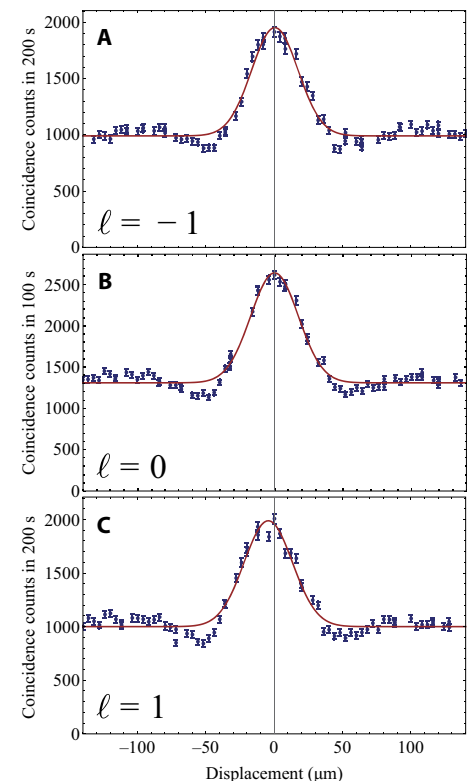 A
Coincidence counts in 200 s
2000
1500
1000
500
0
ℓ = −1
B
Coincidence counts in 100 s
2500
2000
1500
1000
500
0
ℓ = 0
C
Coincidence counts in 200 s
2000
1500
1000
500
0
ℓ = 1
−100 −50 0 50 100
Displacement (μm)